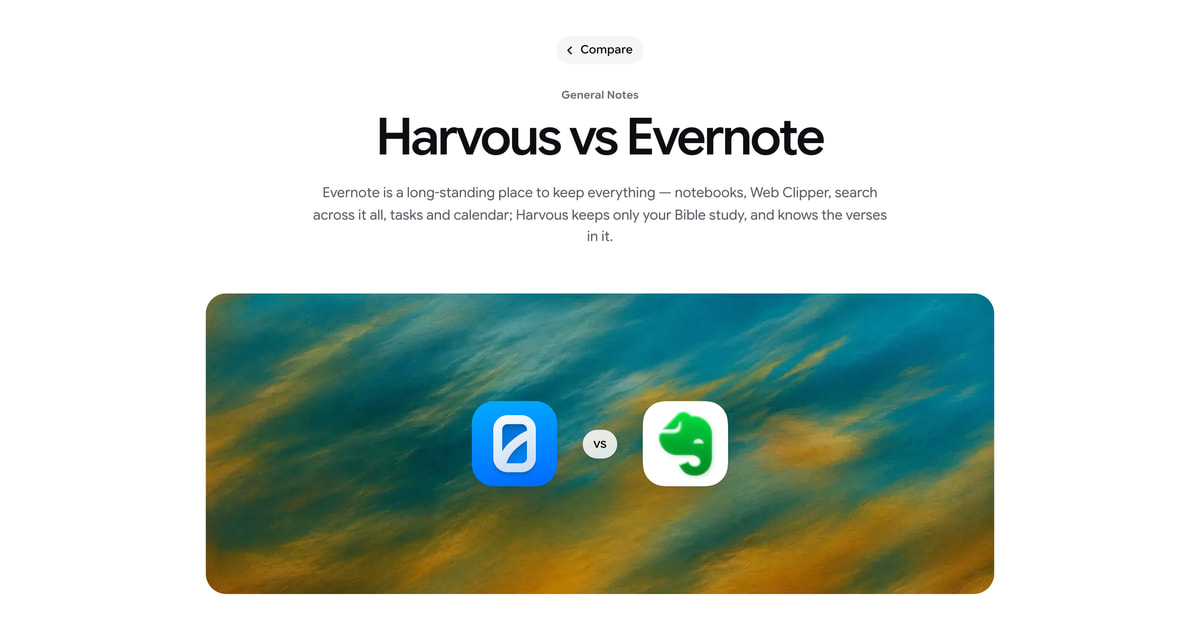 Compare
General Notes
Harvous vs Evernote
Evernote is a long-standing place to keep everything — notebooks, Web Clipper, search
across it all, tasks and calendar; Harvous keeps only your Bible study, and knows the verses
in it.
VS